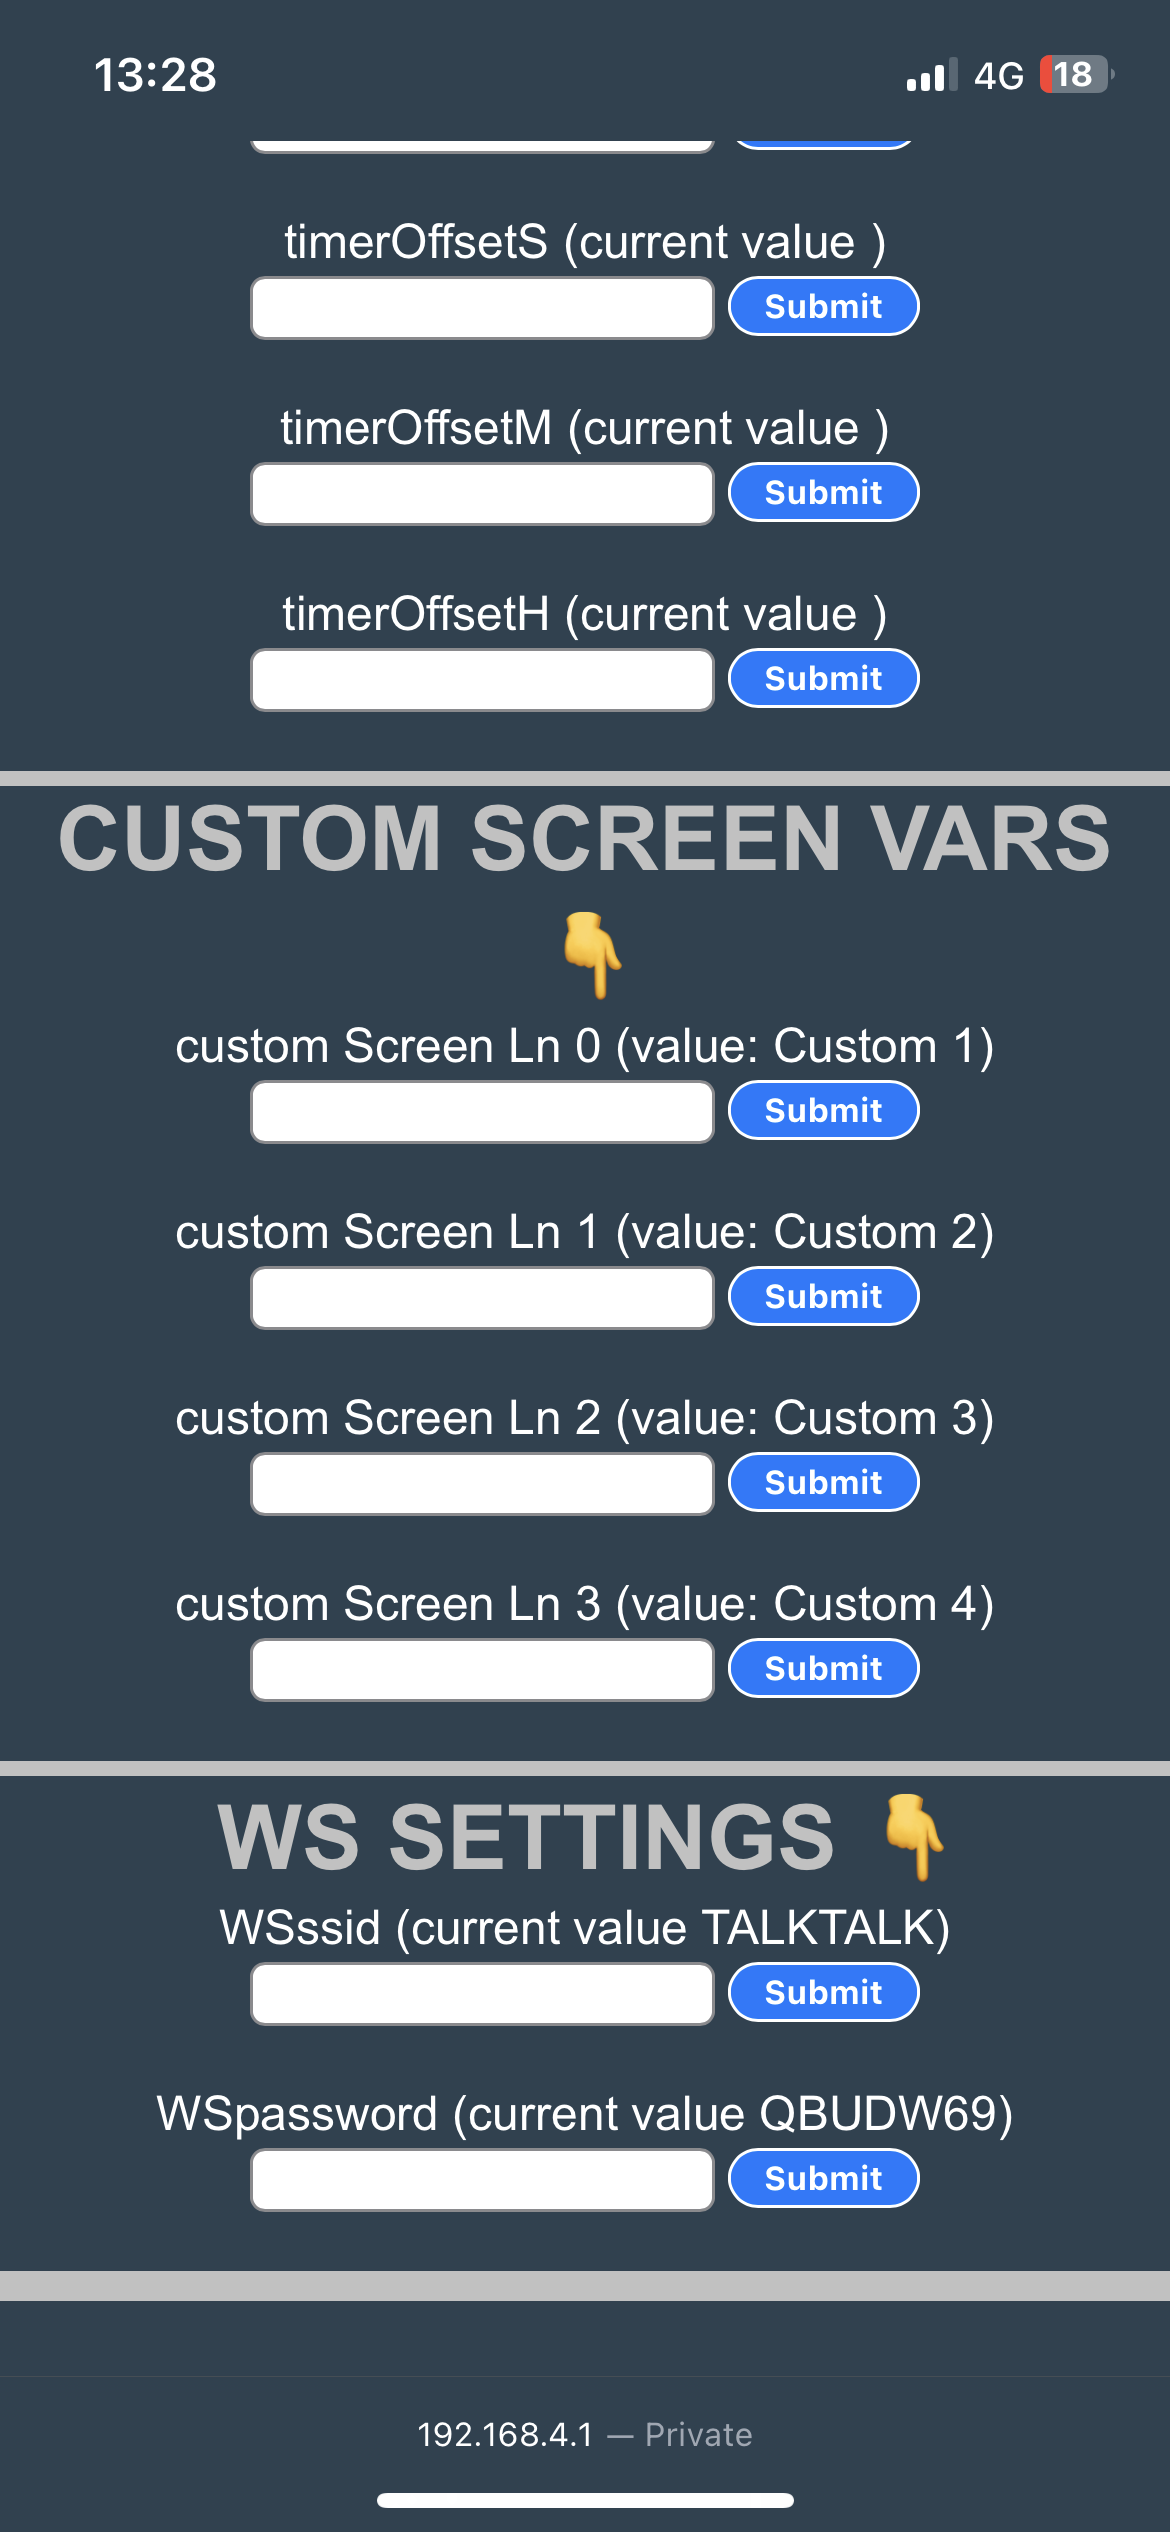 13:28 4G 18
timerOffsetS (current value )
Submit
timerOffsetM (current value )
Submit
timerOffsetH (current value )
Submit
CUSTOM SCREEN VARS
👇
custom Screen Ln 0 (value: Custom 1)
Submit
custom Screen Ln 1 (value: Custom 2)
Submit
custom Screen Ln 2 (value: Custom 3)
Submit
custom Screen Ln 3 (value: Custom 4)
Submit
WS SETTINGS 👇
WSssid (current value TALKTALK)
Submit
WSpassword (current value QBUDW69)
Submit
192.168.4.1 — Private